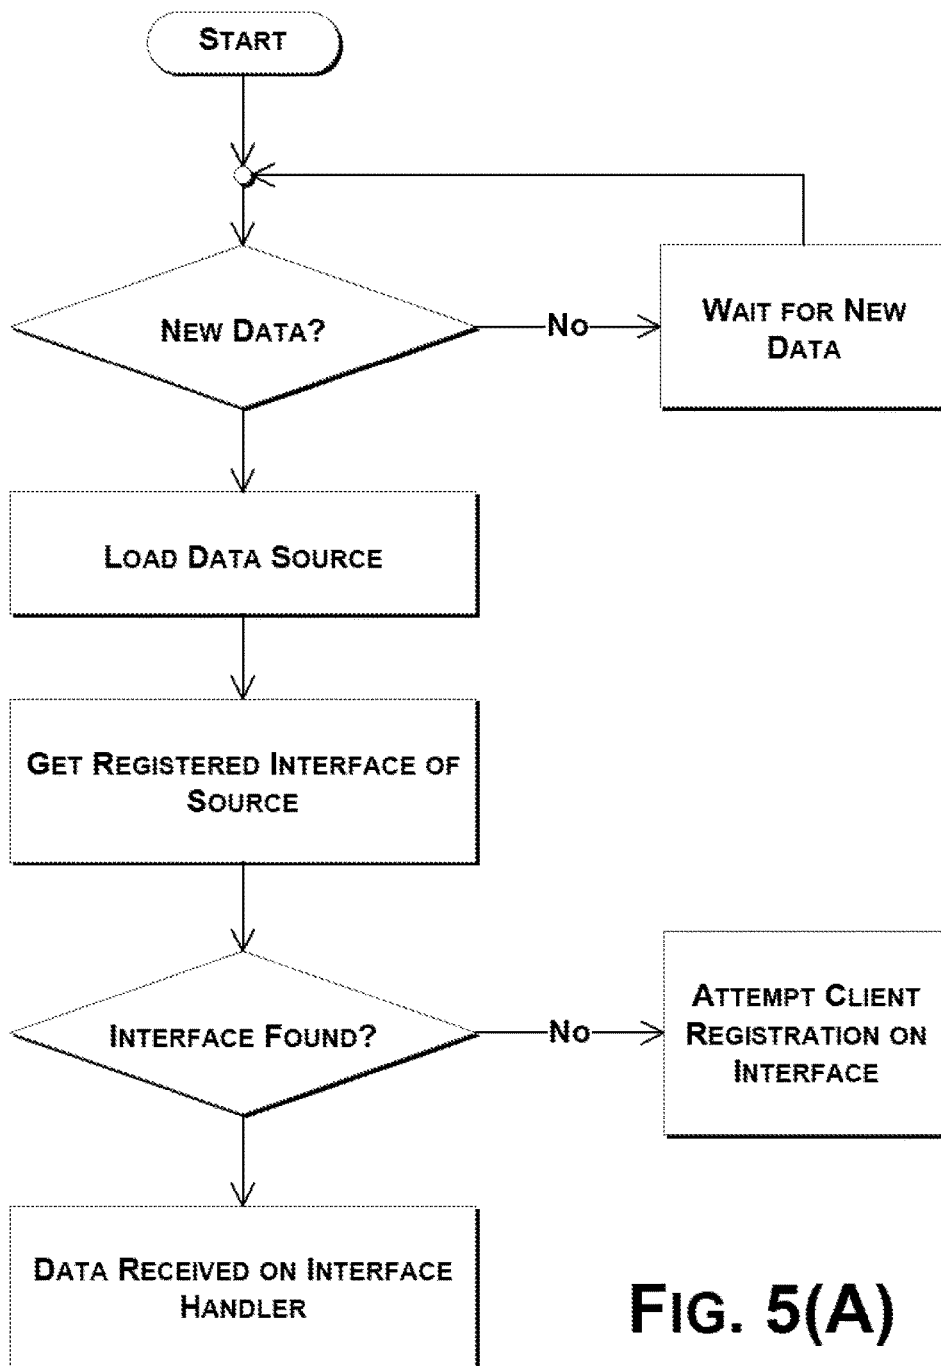 START
NEW DATA?
No
WAIT FOR NEW
DATA
LOAD DATA SOURCE
GET REGISTERED INTERFACE OF
SOURCE
INTERFACE FOUND?
No
ATTEMPT CLIENT
REGISTRATION ON
INTERFACE
DATA RECEIVED ON INTERFACE
HANDLER
FIG. 5(A)